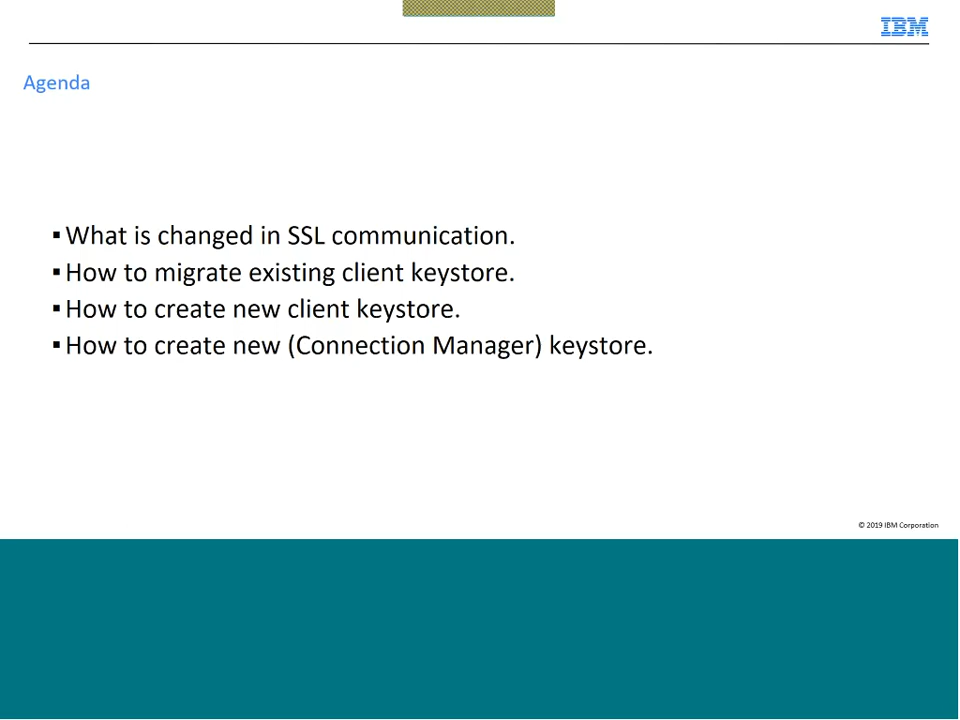 IBM
Agenda
▪What is changed in SSL communication.
▪How to migrate existing client keystore.
▪How to create new client keystore.
▪How to create new (Connection Manager) keystore.
© 2019 IBM Corporation